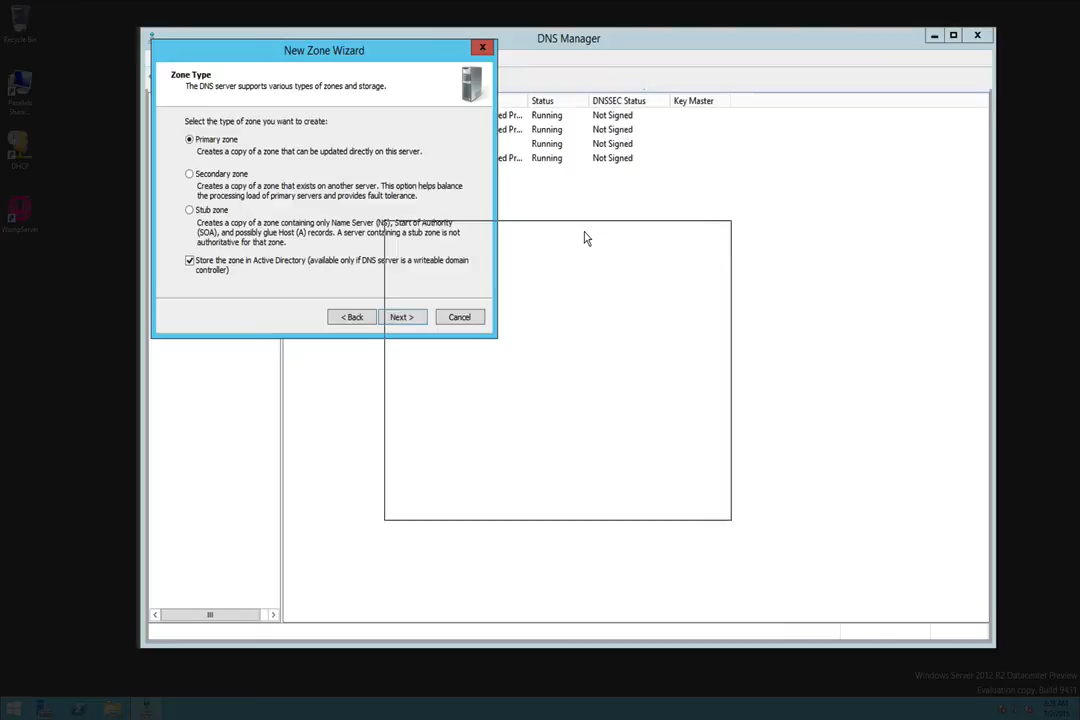 Recycle Bin
Parallels
Share...
DHCP
WampServer
DNS Manager
New Zone Wizard
Zone Type
The DNS server supports various types of zones and storage.
Select the type of zone you want to create:
Primary zone
Creates a copy of a zone that can be updated directly on this server.
Secondary zone
Creates a copy of a zone that exists on another server. This option helps balance
the processing load of primary servers and provides fault tolerance.
Stub zone
Creates a copy of a zone containing only Name Server (NS), Start of Authority
(SOA), and possibly glue Host (A) records. A server containing a stub zone is not
authoritative for that zone.
Store the zone in Active Directory (available only if DNS server is a writeable domain
controller)
< Back Next > Cancel
Status DNSSEC Status Key Master
ed Pr... Running Not Signed
ed Pr... Running Not Signed
Running Not Signed
ed Pr... Running Not Signed
Windows Server 2012 R2 Datacenter Preview
Evaluation copy. Build 9431